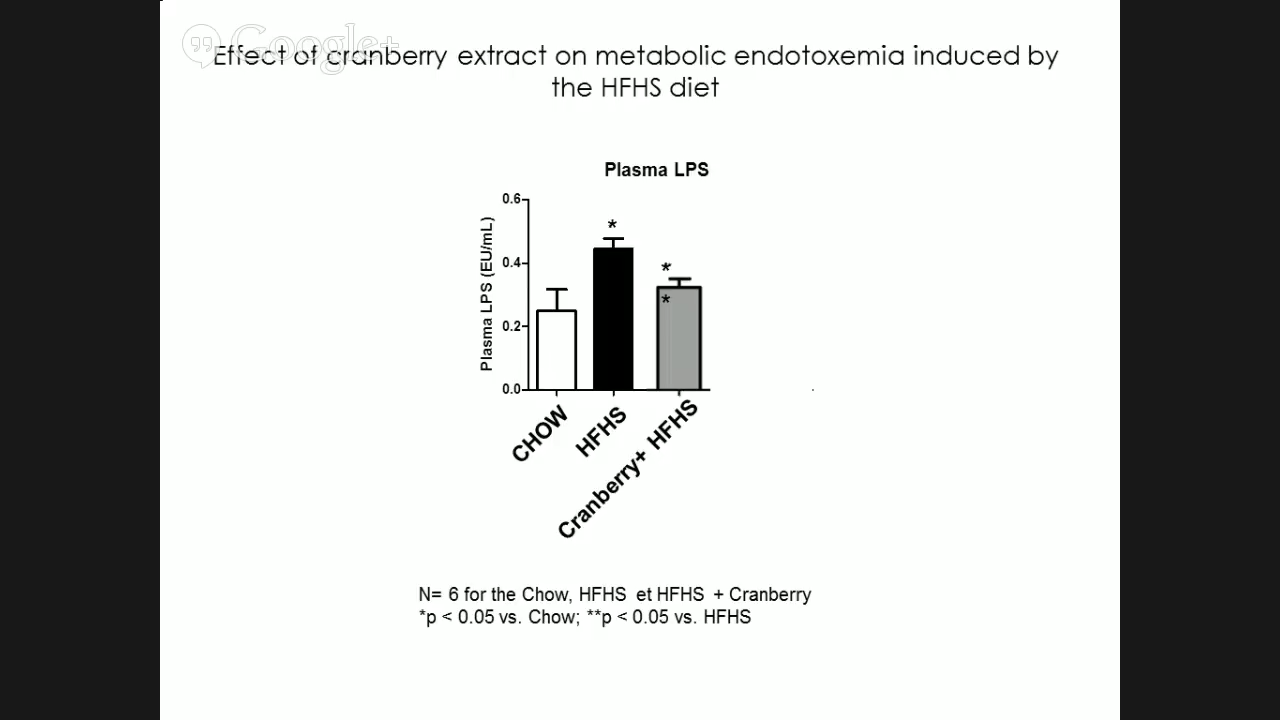 Google+
Effect of cranberry extract on metabolic endotoxemia induced by
the HFHS diet
Plasma LPS
Plasma LPS (EU/mL)
0.6
0.4
0.2
0.0
*
*
*
CHOW
HFHS
Cranberry+ HFHS
N= 6 for the Chow, HFHS et HFHS + Cranberry
*p < 0.05 vs. Chow; **p < 0.05 vs. HFHS